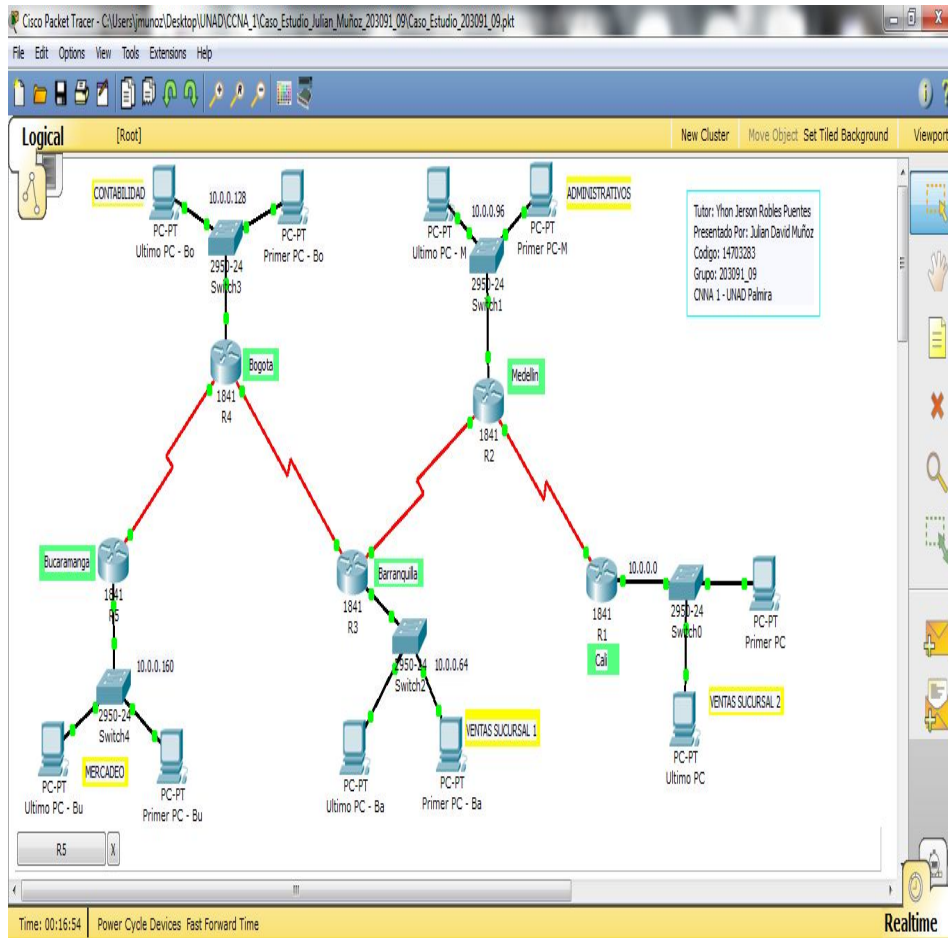 Cisco Packet Tracer - C:\Users\jmunoz\Desktop\UNAD\CCNA_1\Caso_Estudio_Julian_Muñoz_203091_09\Caso_Estudio_203091_09.pkt
File Edit Options View Tools Extensions Help
Logical [Root] New Cluster Move Object Set Tiled Background Viewport
CONTABILIDAD
10.0.0.128
PC-PT
Ultimo PC - Bo
PC-PT
Primer PC - Bo
2950-24
Switch3
Bogota
1841
R4
10.0.0.96
ADMINISTRATIVOS
PC-PT
Ultimo PC - M
PC-PT
Primer PC-M
2950-24
Switch1
Medellin
1841
R2
Tutor: Yhon Jerson Robles Puentes
Presentado Por: Julian David Muñoz
Codigo: 14703283
Grupo: 203091_09
CNNA 1 - UNAD Palmira
Bucaramanga
1841
R5
10.0.0.160
2950-24
Switch4
MERCADEO
PC-PT
Ultimo PC - Bu
PC-PT
Primer PC - Bu
Barranquilla
1841
R3
2950-24
Switch2
10.0.0.64
VENTAS SUCURSAL 1
PC-PT
Ultimo PC - Ba
PC-PT
Primer PC - Ba
1841
R1
Cali
10.0.0.0
2950-24
Switch0
PC-PT
Primer PC
VENTAS SUCURSAL 2
PC-PT
Ultimo PC
R5 X
Time: 00:16:54 Power Cycle Devices Fast Forward Time
Realtime